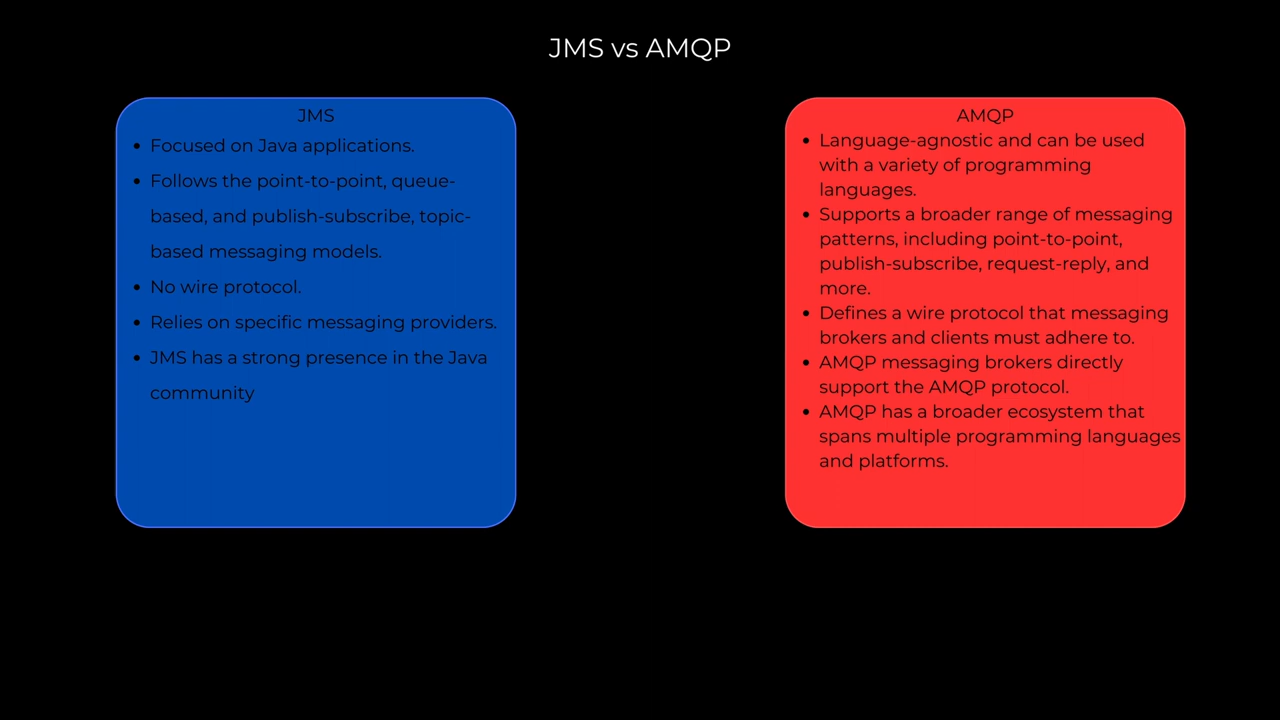 JMS vs AMQP
JMS
• Focused on Java applications.
• Follows the point-to-point, queue-
based, and publish-subscribe, topic-
based messaging models.
• No wire protocol.
• Relies on specific messaging providers.
• JMS has a strong presence in the Java
community
AMQP
• Language-agnostic and can be used
with a variety of programming
languages.
• Supports a broader range of messaging
patterns, including point-to-point,
publish-subscribe, request-reply, and
more.
• Defines a wire protocol that messaging
brokers and clients must adhere to.
• AMQP messaging brokers directly
support the AMQP protocol.
• AMQP has a broader ecosystem that
spans multiple programming languages
and platforms.